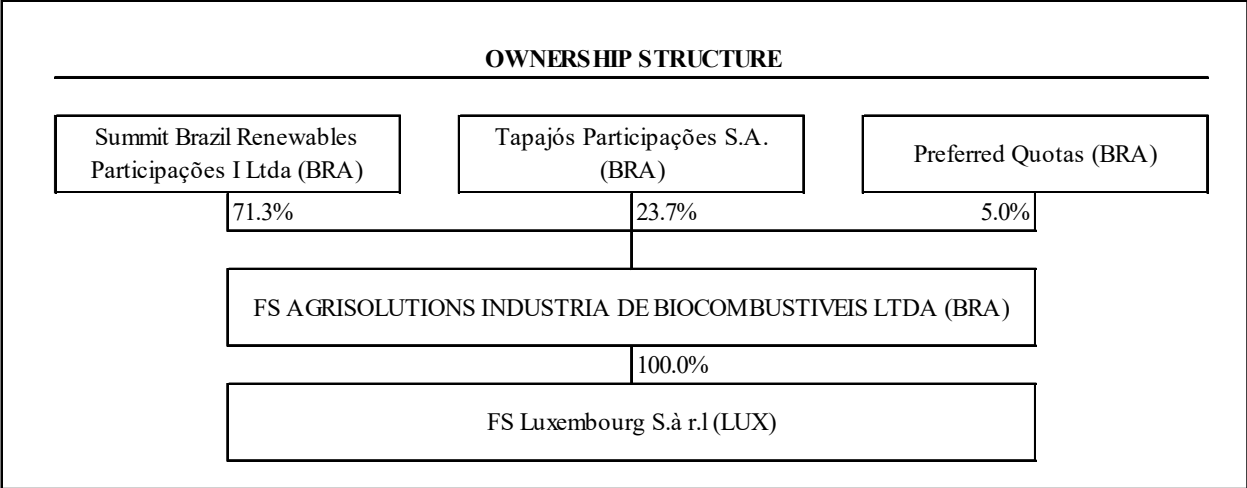 OWNERSHIP STRUCTURE
Summit Brazil Renewables
Participações I Ltda (BRA)
Tapajós Participações S.A.
(BRA)
Preferred Quotas (BRA)
71.3%
23.7%
5.0%
FS AGRISOLUTIONS INDUSTRIA DE BIOCOMBUSTIVEIS LTDA (BRA)
100.0%
FS Luxembourg S.à r.l (LUX)